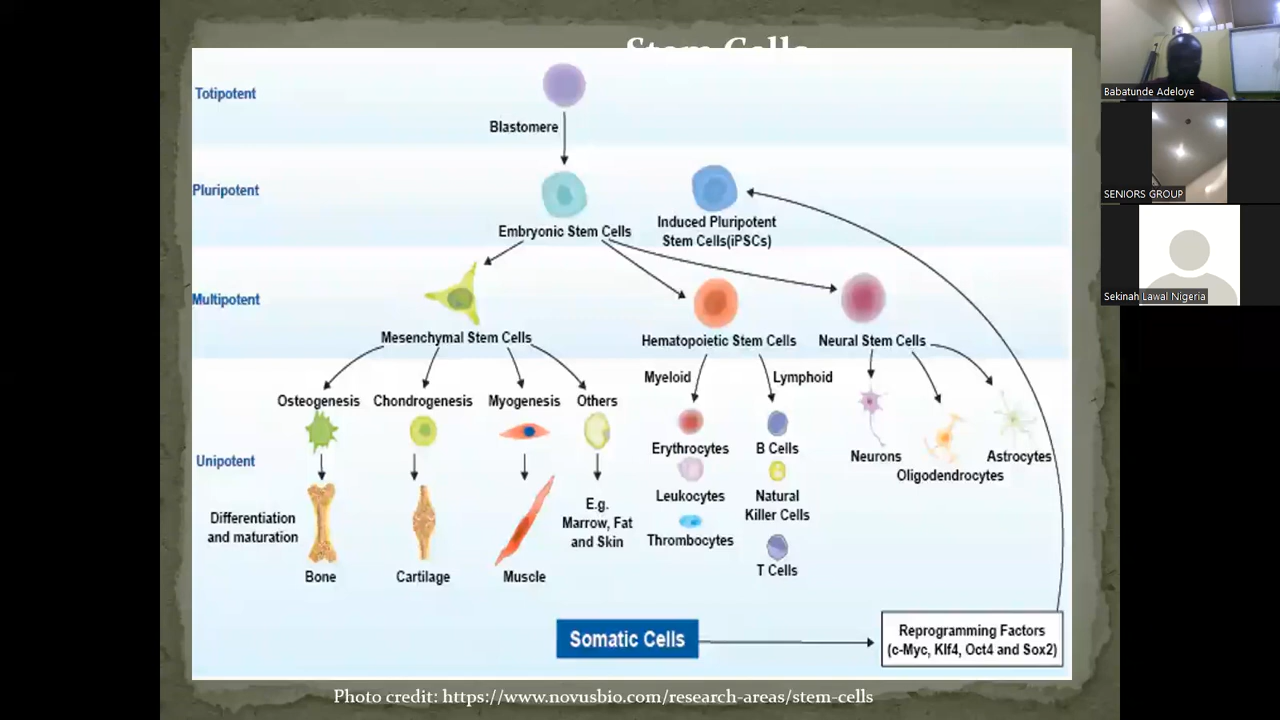 Stem Cells
Totipotent
Blastomere
Pluripotent
Embryonic Stem Cells
Induced Pluripotent
Stem Cells(iPSCs)
Multipotent
Mesenchymal Stem Cells
Hematopoietic Stem Cells
Neural Stem Cells
Myeloid
Lymphoid
Osteogenesis
Chondrogenesis
Myogenesis
Others
Erythrocytes
B Cells
Neurons
Oligodendrocytes
Astrocytes
Unipotent
Leukocytes
Natural
Killer Cells
Differentiation
and maturation
E.g.
Marrow, Fat
and Skin
Thrombocytes
T Cells
Bone
Cartilage
Muscle
Somatic Cells
Reprogramming Factors
(c-Myc, Klf4, Oct4 and Sox2)
Photo credit: https://www.novusbio.com/research-areas/stem-cells
Babatunde Adeloye
SENIORS GROUP
Sekinah Lawal Nigeria